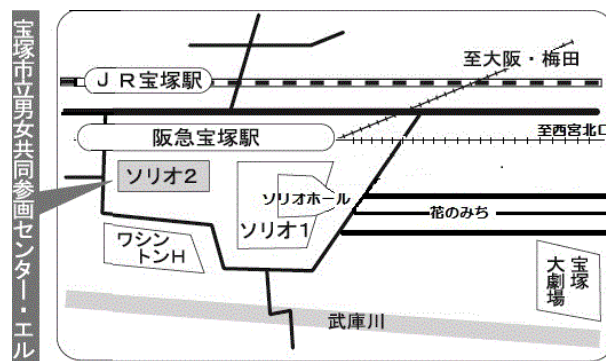 宝塚市立男女共同参画センター・エル
至大阪・梅田
ＪＲ宝塚駅
阪急宝塚駅
至西宮北口
ソリオ２
ソリオホール
ソリオ１
花のみち
ワシン
トンＨ
宝塚
大劇場
武庫川